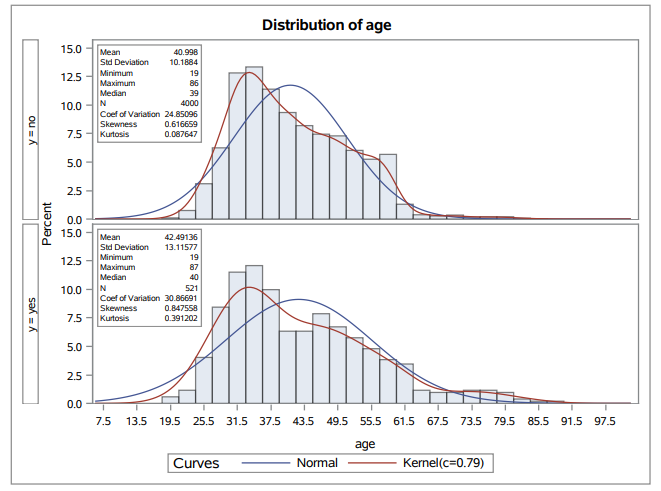 Distribution of age
y = no
15.0
12.5
10.0
7.5
5.0
2.5
0.0
Mean 40.998
Std Deviation 10.1884
Minimum 19
Maximum 86
Median 39
N 4000
Coef of Variation 24.85096
Skewness 0.616659
Kurtosis 0.087647
Percent
y = yes
15.0
12.5
10.0
7.5
5.0
2.5
0.0
Mean 42.49136
Std Deviation 13.11577
Minimum 19
Maximum 87
Median 40
N 521
Coef of Variation 30.86691
Skewness 0.847558
Kurtosis 0.391202
7.5 13.5 19.5 25.5 31.5 37.5 43.5 49.5 55.5 61.5 67.5 73.5 79.5 85.5 91.5 97.5
age
Curves Normal Kernel(c=0.79)